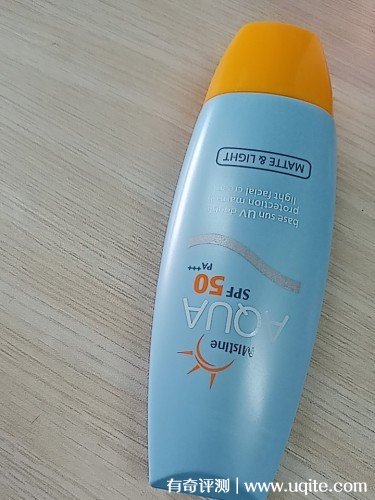 Mistine
AQUA
SPF 50
PA+++
base sun UV
protection
light facial
MATTE & LIGHT
有奇评测 | www.uqite.com